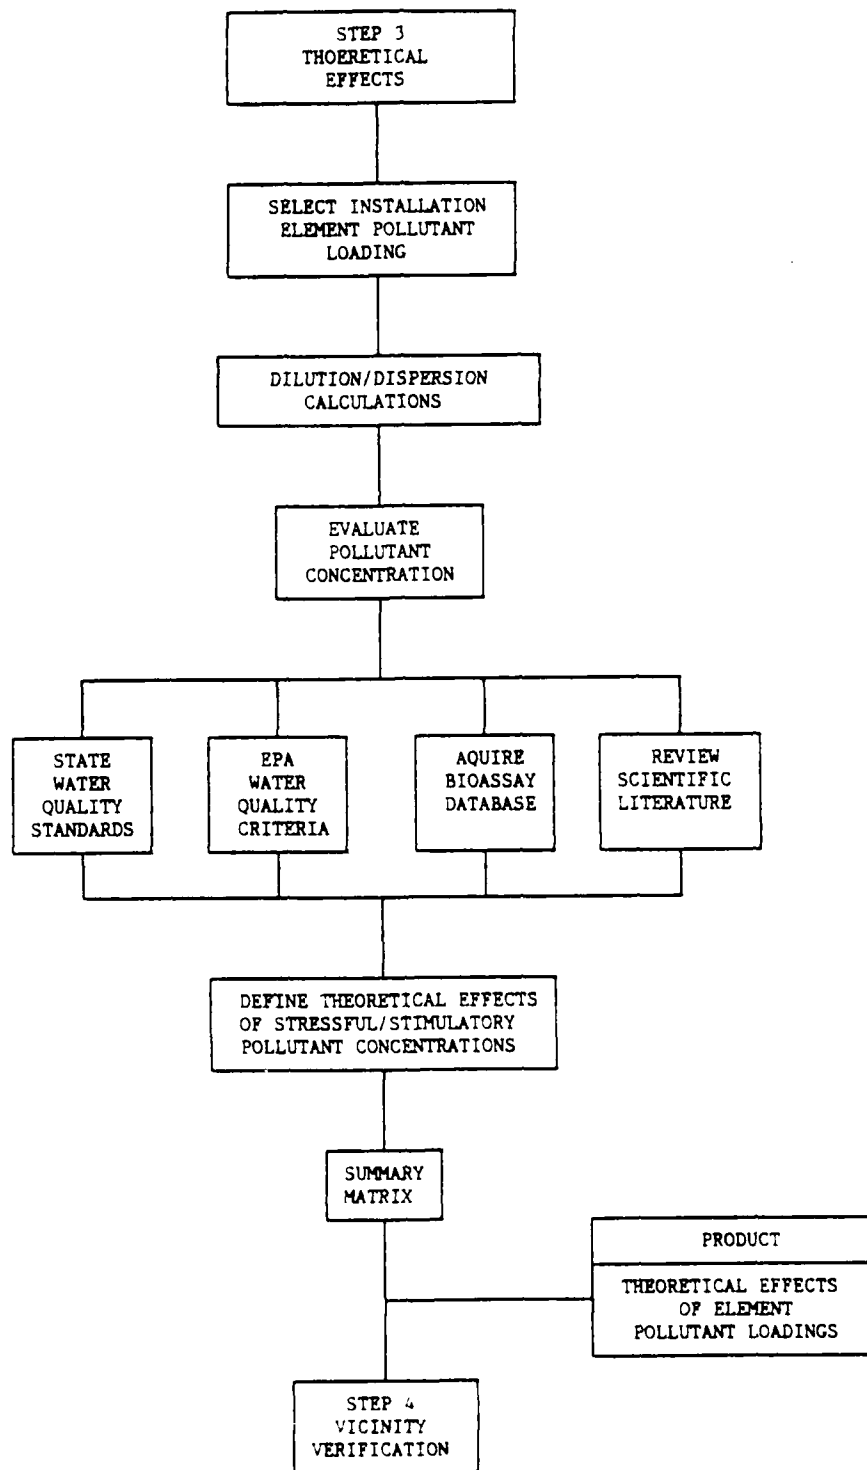 STEP 3
THOERETICAL
EFFECTS
SELECT INSTALLATION
ELEMENT POLLUTANT
LOADING
DILUTION/DISPERSION
CALCULATIONS
EVALUATE
POLLUTANT
CONCENTRATION
STATE
WATER
QUALITY
STANDARDS
EPA
WATER
QUALITY
CRITERIA
AQUIRE
BIOASSAY
DATABASE
REVIEW
SCIENTIFIC
LITERATURE
DEFINE THEORETICAL EFFECTS
OF STRESSFUL/STIMULATORY
POLLUTANT CONCENTRATIONS
SUMMARY
MATRIX
PRODUCT
THEORETICAL EFFECTS
OF ELEMENT
POLLUTANT LOADINGS
STEP 4
VICINITY
VERIFICATION